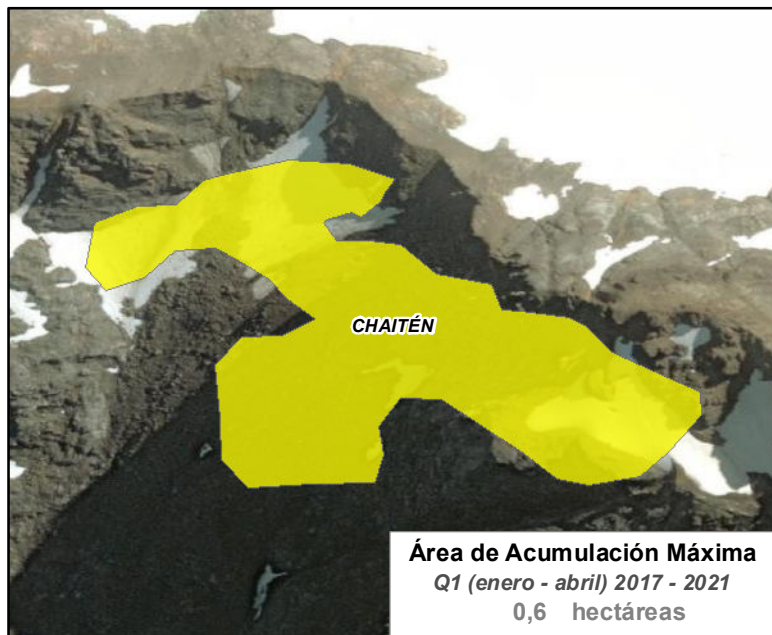 CHAITÉN
Área de Acumulación Máxima
Q1 (enero - abril) 2017 - 2021
0,6 hectáreas